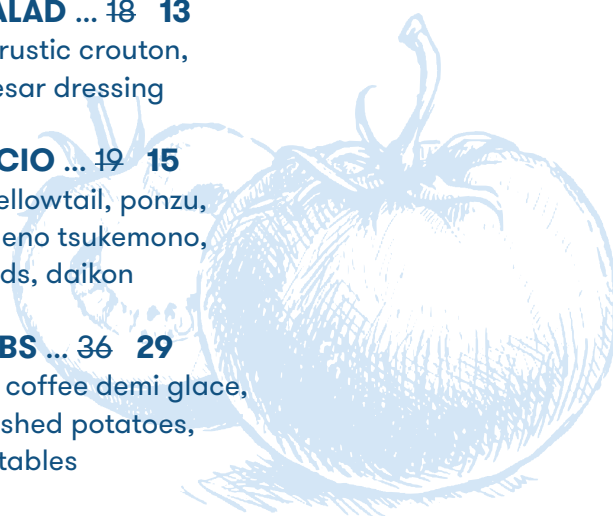 ALAD ... 18 13
rustic crouton,
esar dressing
CIO ... 19 15
ellowtail, ponzu,
eno tsukemono,
ds, daikon
BS ... 36 29
coffee demi glace,
shed potatoes,
tables